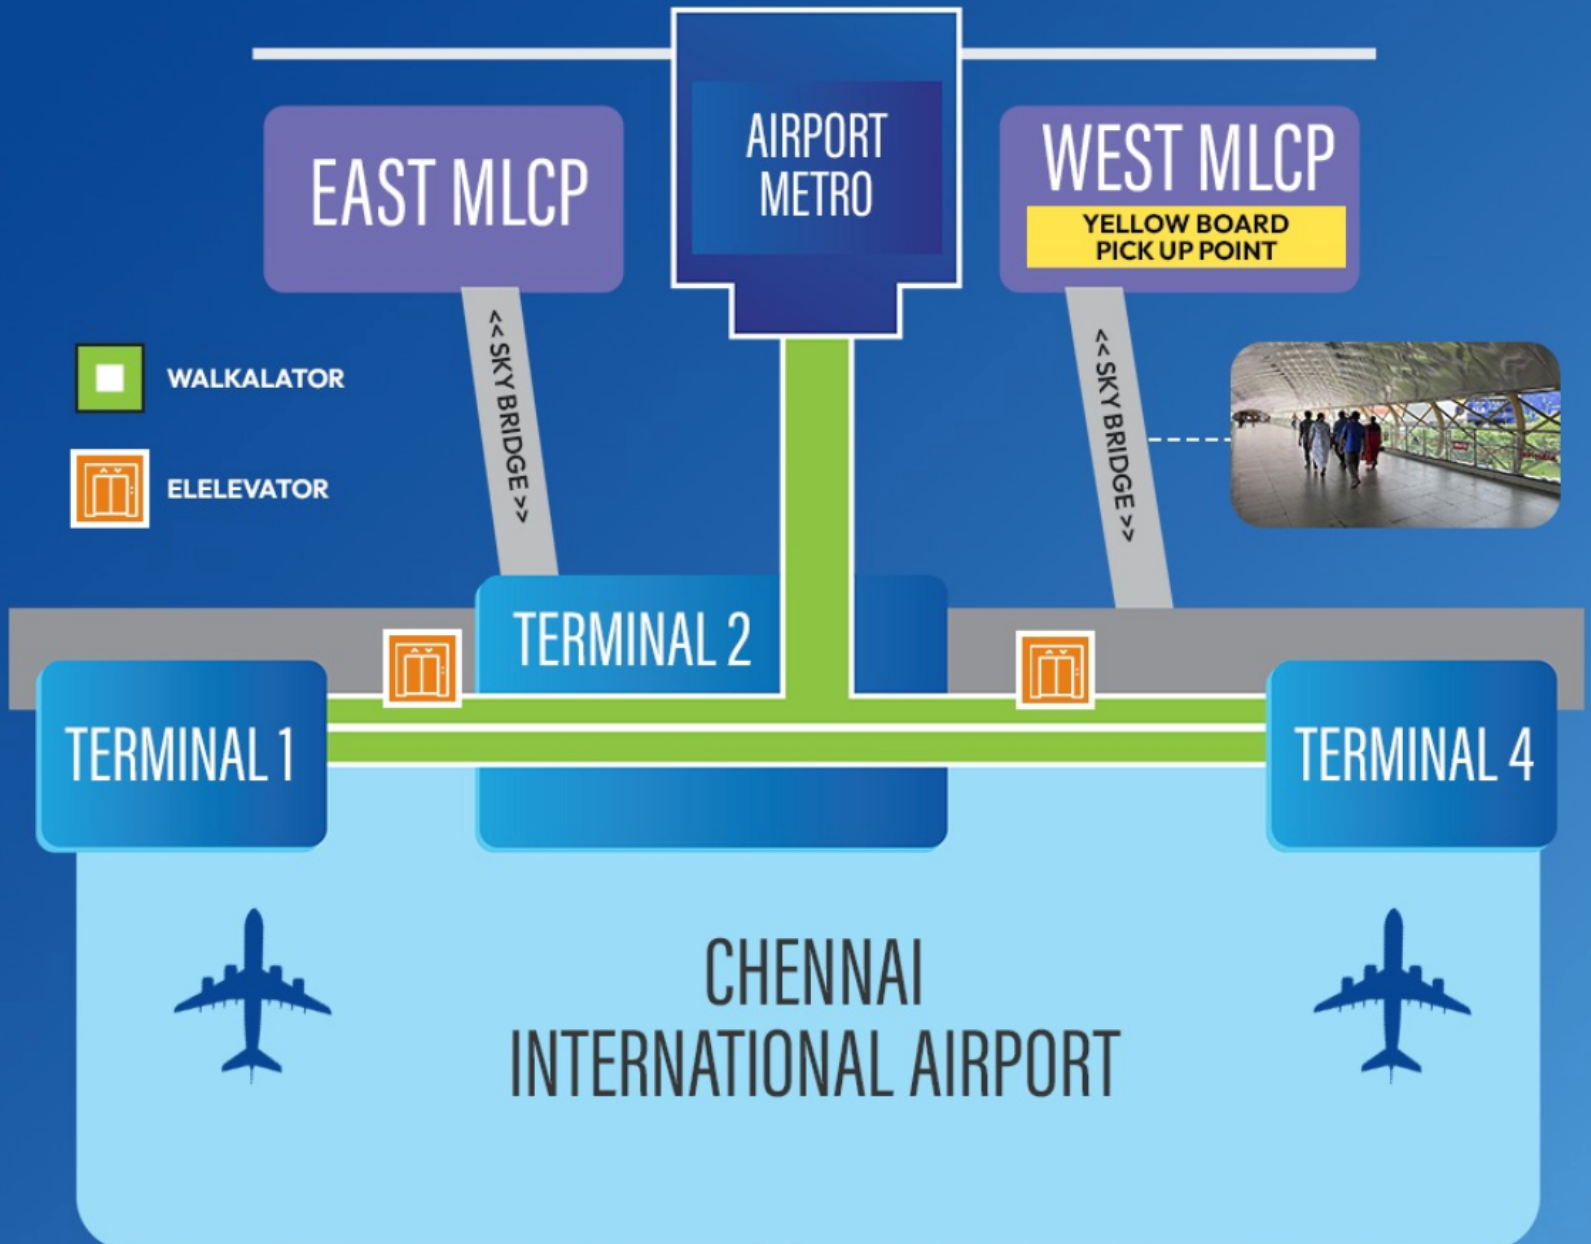 EAST MLCP
AIRPORT
METRO
WEST MLCP
YELLOW BOARD
PICK UP POINT
<< SKY BRIDGE >>
<< SKY BRIDGE >>
WALKALATOR
ELELEVATOR
TERMINAL 2
TERMINAL 1
TERMINAL 4
CHENNAI
INTERNATIONAL AIRPORT